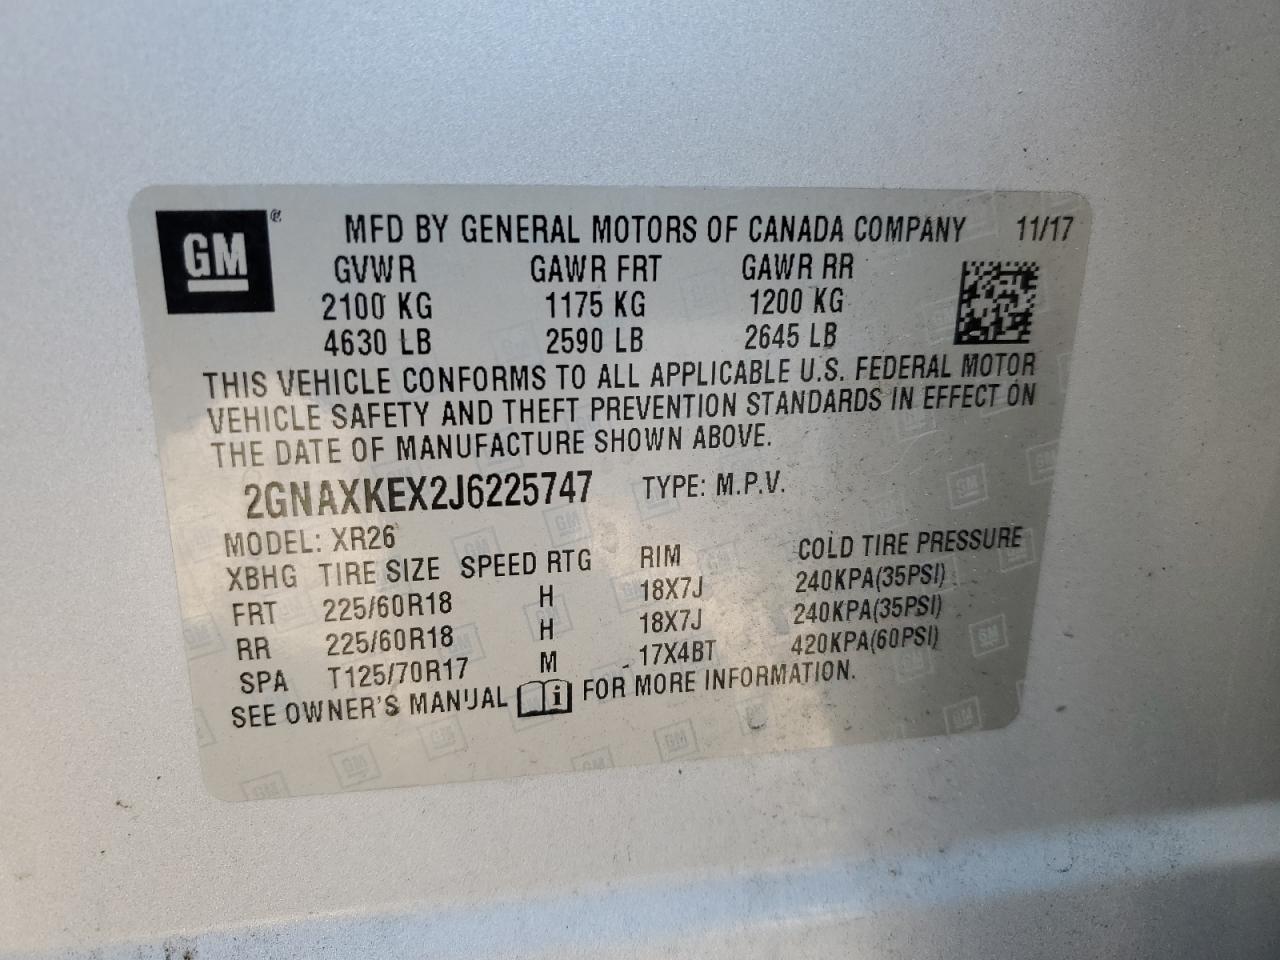 GM ® MFD BY GENERAL MOTORS OF CANADA COMPANY 11/17
GVWR GAWR FRT GAWR RR
2100 KG 1175 KG 1200 KG
4630 LB 2590 LB 2645 LB
THIS VEHICLE CONFORMS TO ALL APPLICABLE U.S. FEDERAL MOTOR
VEHICLE SAFETY AND THEFT PREVENTION STANDARDS IN EFFECT ON
THE DATE OF MANUFACTURE SHOWN ABOVE.
2GNAXKEX2J6225747 TYPE: M.P.V.
MODEL: XR26
XBHG TIRE SIZE SPEED RTG RIM COLD TIRE PRESSURE
FRT 225/60R18 H 18X7J 240KPA(35PSI)
RR 225/60R18 H 18X7J 240KPA(35PSI)
SPA T125/70R17 M 17X4BT 420KPA(60PSI)
SEE OWNER'S MANUAL i FOR MORE INFORMATION.